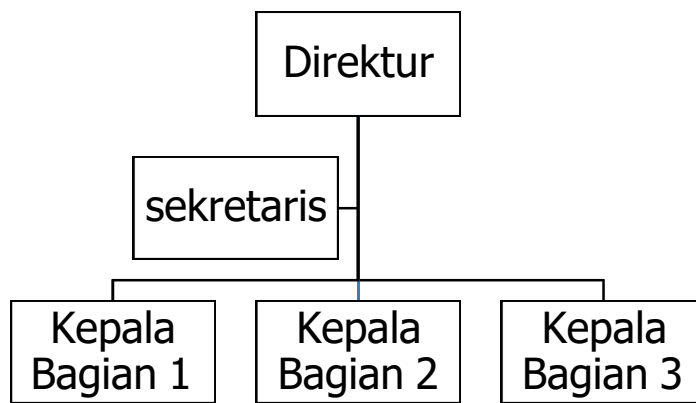 Direktur
sekretaris
Kepala
Bagian 1
Kepala
Bagian 2
Kepala
Bagian 3